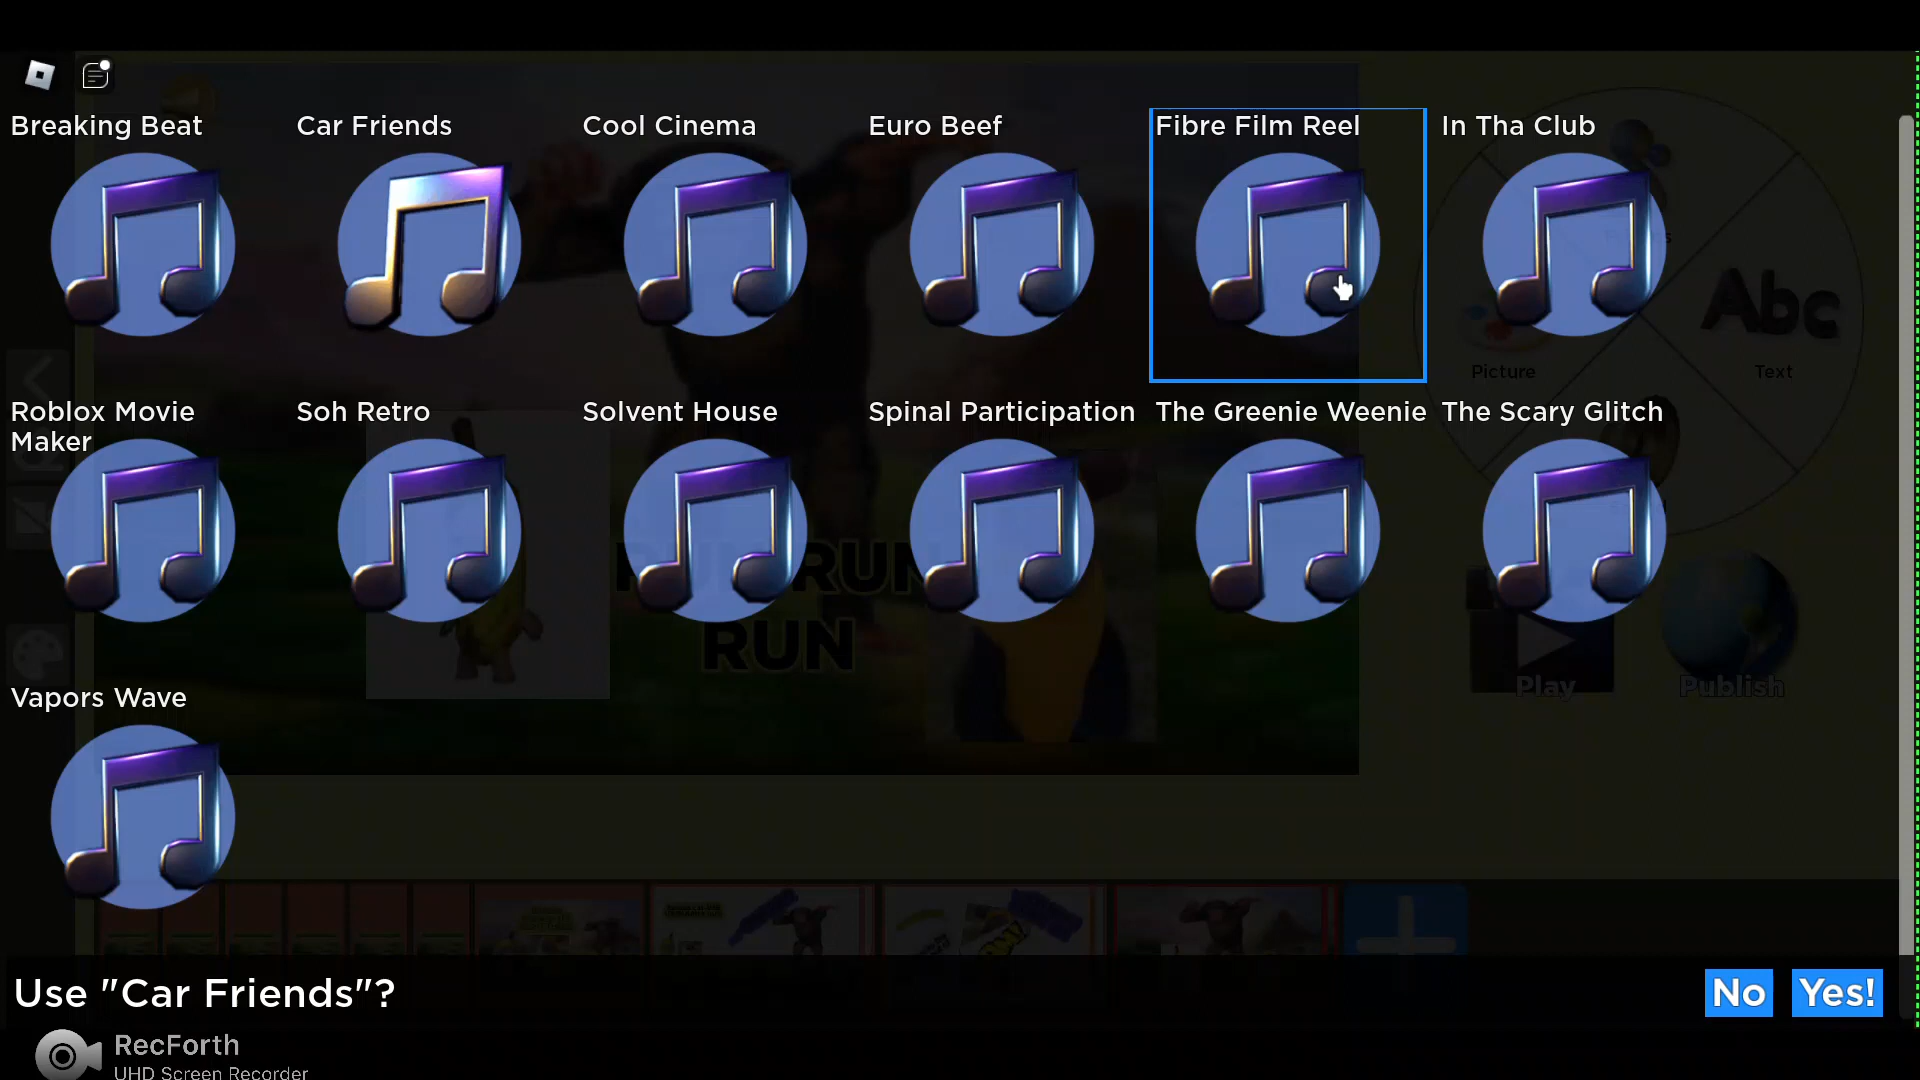 Breaking Beat
Car Friends
Cool Cinema
Euro Beef
Fibre Film Reel
In Tha Club
Abc
Picture
Text
Roblox Movie
Maker
Soh Retro
Solvent House
Spinal Participation
The Greenie Weenie
The Scary Glitch
RUN RUN
RUN
Play
Publish
Vapors Wave
Use "Car Friends"?
No
Yes!
RecForth
UHD Screen Recorder